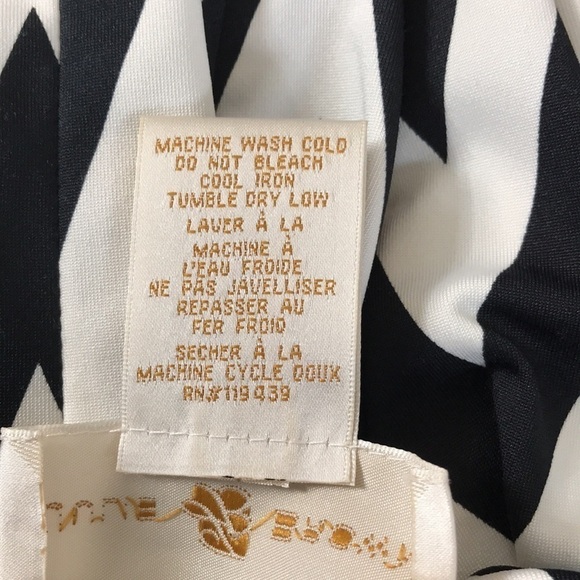 MACHINE WASH COLD
DO NOT BLEACH
COOL IRON
TUMBLE DRY LOW
LAVER À LA
MACHINE À
L'EAU FROIDE
NE PAS JAVELLISER
REPASSER AU
FER FROID
SECHER À LA
MACHINE CYCLE DOUX
RN#119439